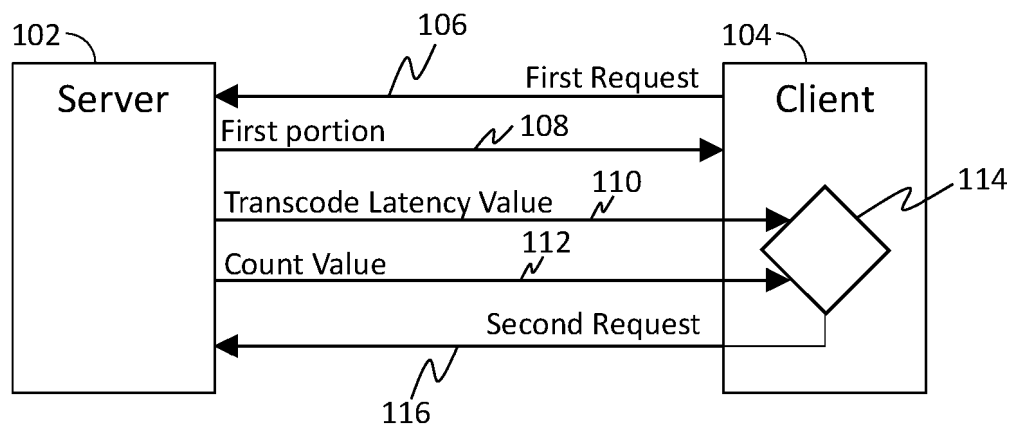 102
106
104
Server
First Request
Client
First portion
108
Transcode Latency Value
110
114
Count Value
112
Second Request
116